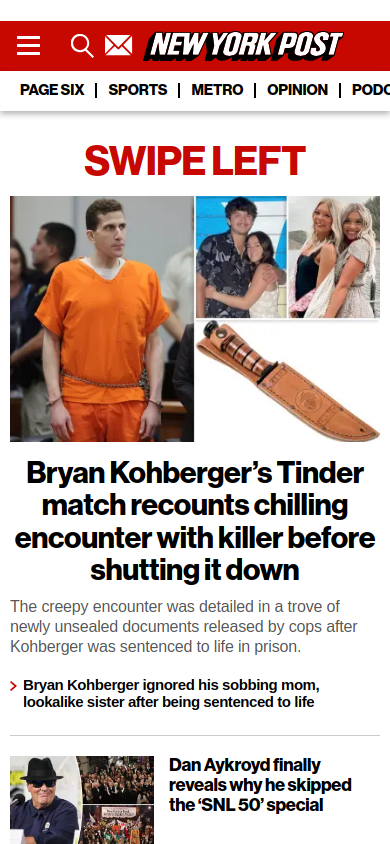 NEW YORK POST
PAGE SIX | SPORTS | METRO | OPINION | PODC
SWIPE LEFT
Bryan Kohberger’s Tinder
match recounts chilling
encounter with killer before
shutting it down
The creepy encounter was detailed in a trove of
newly unsealed documents released by cops after
Kohberger was sentenced to life in prison.
Bryan Kohberger ignored his sobbing mom,
lookalike sister after being sentenced to life
Dan Aykroyd finally
reveals why he skipped
the ‘SNL 50’ special